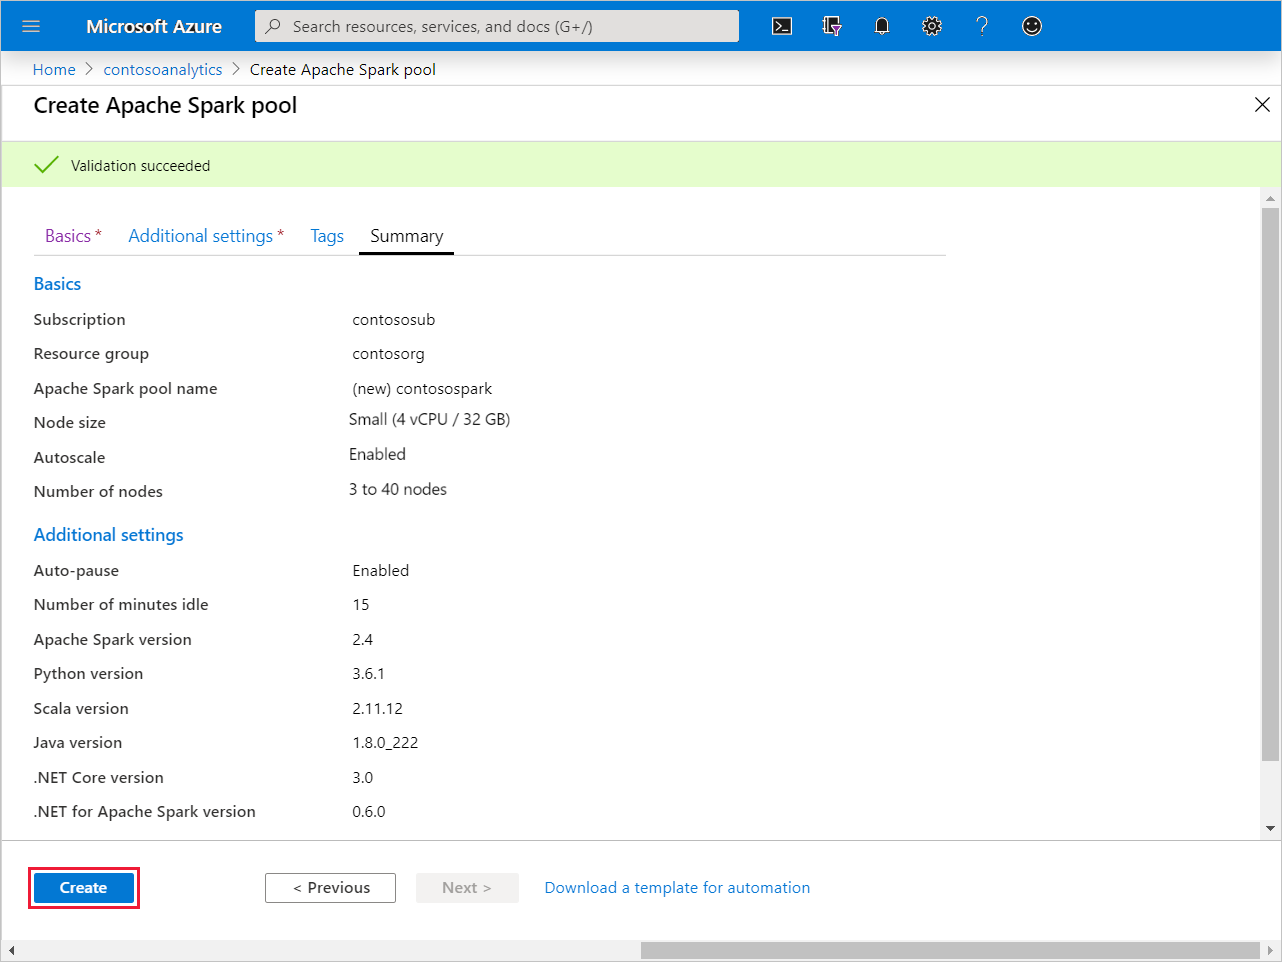 Microsoft Azure
Search resources, services, and docs (G+/)
Home > contosoanalytics > Create Apache Spark pool
Create Apache Spark pool
Validation succeeded
Basics * Additional settings * Tags Summary
Basics
Subscription contososub
Resource group contosorg
Apache Spark pool name (new) contosospark
Node size Small (4 vCPU / 32 GB)
Autoscale Enabled
Number of nodes 3 to 40 nodes
Additional settings
Auto-pause Enabled
Number of minutes idle 15
Apache Spark version 2.4
Python version 3.6.1
Scala version 2.11.12
Java version 1.8.0_222
.NET Core version 3.0
.NET for Apache Spark version 0.6.0
Create < Previous Next > Download a template for automation